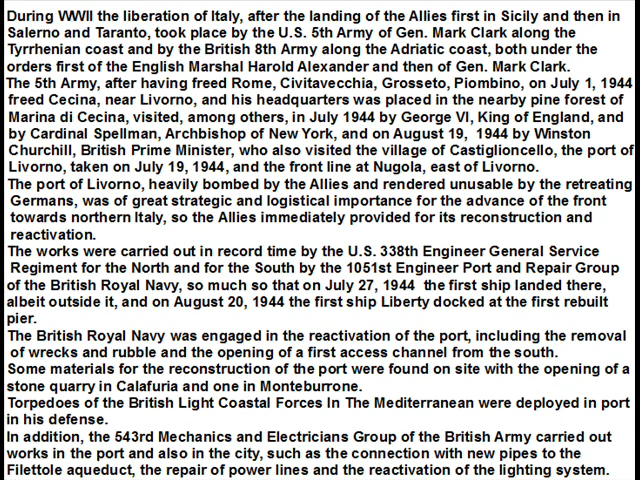 During WWII the liberation of Italy, after the landing of the Allies first in Sicily and then in
Salerno and Taranto, took place by the U.S. 5th Army of Gen. Mark Clark along the
Tyrrhenian coast and by the British 8th Army along the Adriatic coast, both under the
orders first of the English Marshal Harold Alexander and then of Gen. Mark Clark.
The 5th Army, after having freed Rome, Civitavecchia, Grosseto, Piombino, on July 1, 1944
freed Cecina, near Livorno, and his headquarters was placed in the nearby pine forest of
Marina di Cecina, visited, among others, in July 1944 by George VI, King of England, and
by Cardinal Spellman, Archbishop of New York, and on August 19, 1944 by Winston
Churchill, British Prime Minister, who also visited the village of Castiglioncello, the port of
Livorno, taken on July 19, 1944, and the front line at Nugola, east of Livorno.
The port of Livorno, heavily bombed by the Allies and rendered unusable by the retreating
Germans, was of great strategic and logistical importance for the advance of the front
towards northern Italy, so the Allies immediately provided for its reconstruction and
reactivation.
The works were carried out in record time by the U.S. 338th Engineer General Service
Regiment for the North and for the South by the 1051st Engineer Port and Repair Group
of the British Royal Navy, so much so that on July 27, 1944 the first ship landed there,
albeit outside it, and on August 20, 1944 the first ship Liberty docked at the first rebuilt
pier.
The British Royal Navy was engaged in the reactivation of the port, including the removal
of wrecks and rubble and the opening of a first access channel from the south.
Some materials for the reconstruction of the port were found on site with the opening of a
stone quarry in Calafuria and one in Monteburrone.
Torpedoes of the British Light Coastal Forces In The Mediterranean were deployed in port
in his defense.
In addition, the 543rd Mechanics and Electricians Group of the British Army carried out
works in the port and also in the city, such as the connection with new pipes to the
Filettole aqueduct, the repair of power lines and the reactivation of the lighting system.